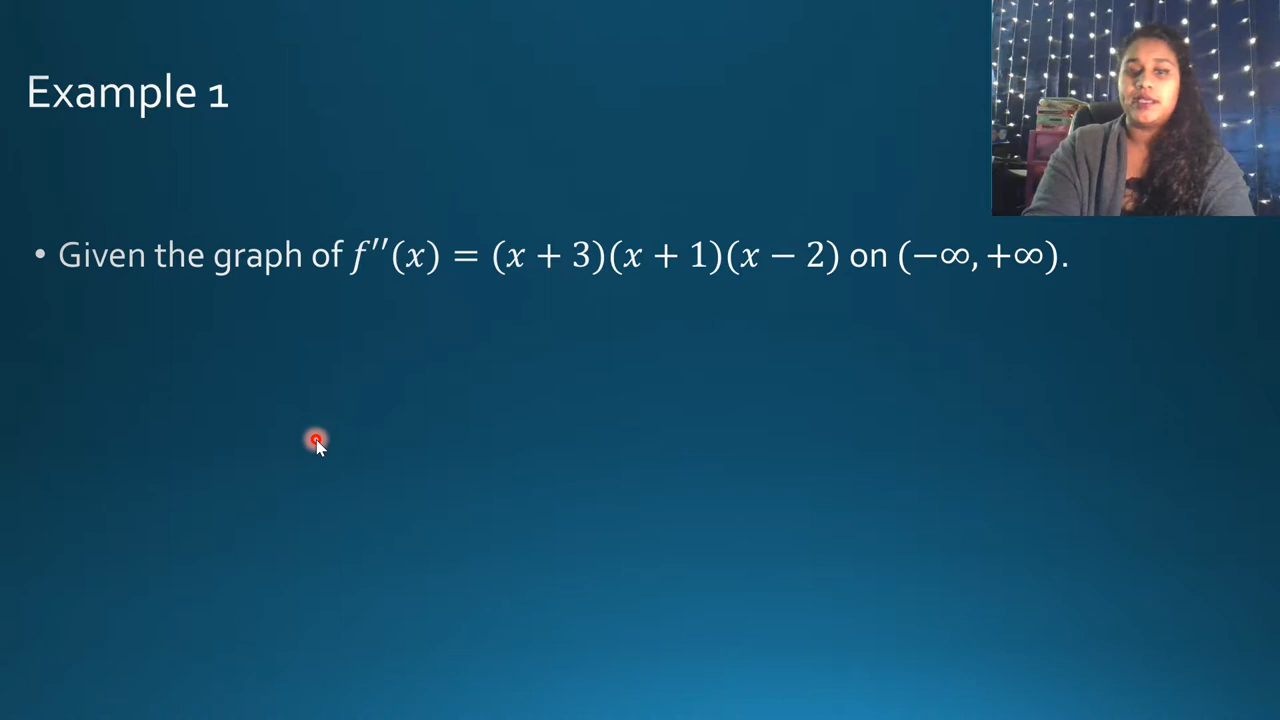 Example 1
• Given the graph of 𝑓′′(𝑥) = (𝑥 + 3)(𝑥 + 1)(𝑥 − 2) on (−∞, +∞).